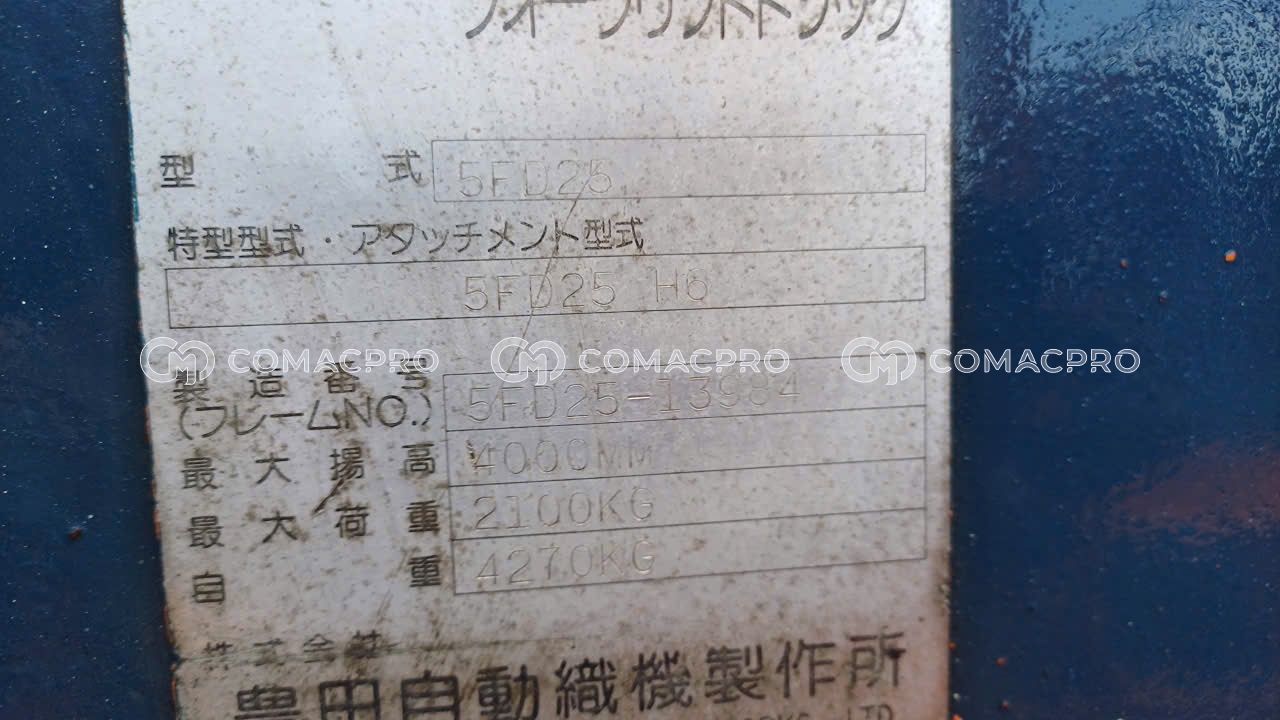 フォークリフトトラック
型 式 5FD25
特型型式・アタッチメント型式
5FD25 H6
COMACPRO COMACPRO COMACPRO
製 造 番 号
(フレームNO.) 5FD25-13984
最 大 揚 高 4000MM
最 大 荷 重 2100KG
自 重 4270KG
株式会社
豊田自動織機製作所
WORKS, LTD.